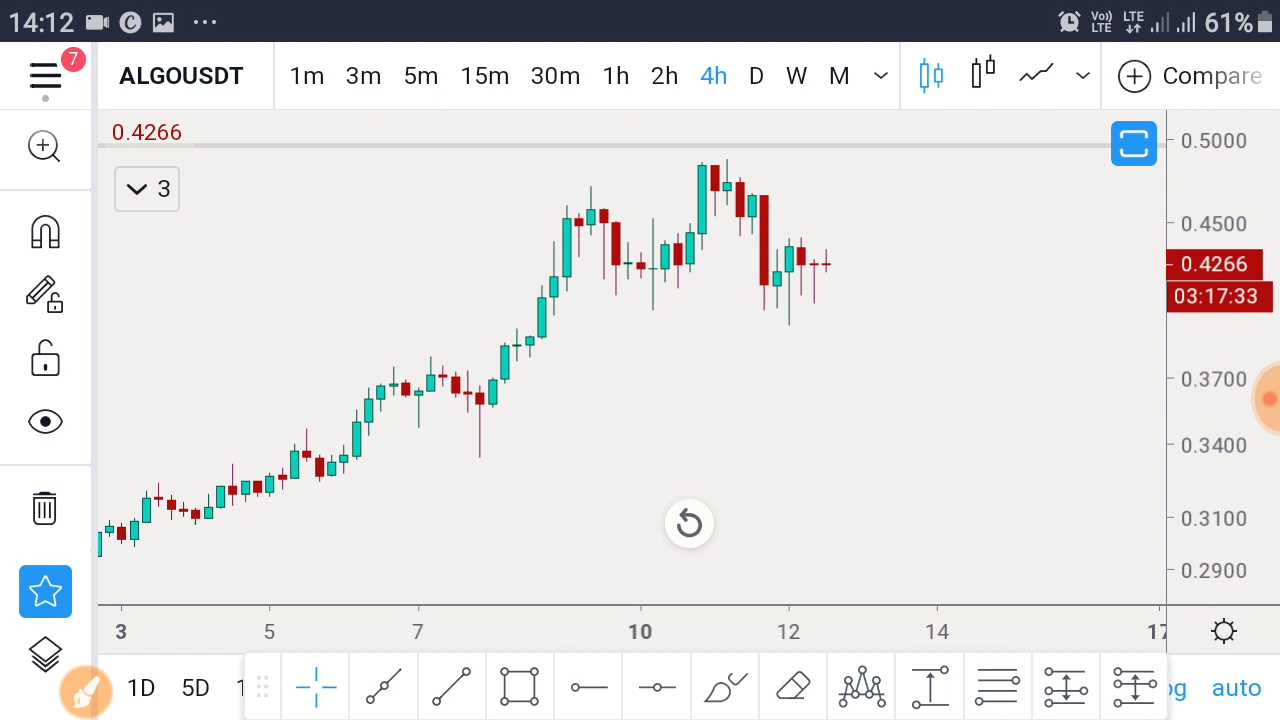 14:12 C Vo) LTE LTE 61%
7
ALGOUSDT 1m 3m 5m 15m 30m 1h 2h 4h D W M Compare
0.4266
3
0.5000
0.4500
0.4266
03:17:33
0.3700
0.3400
0.3100
0.2900
3 5 7 10 12 14 17
1D 5D 1 og auto